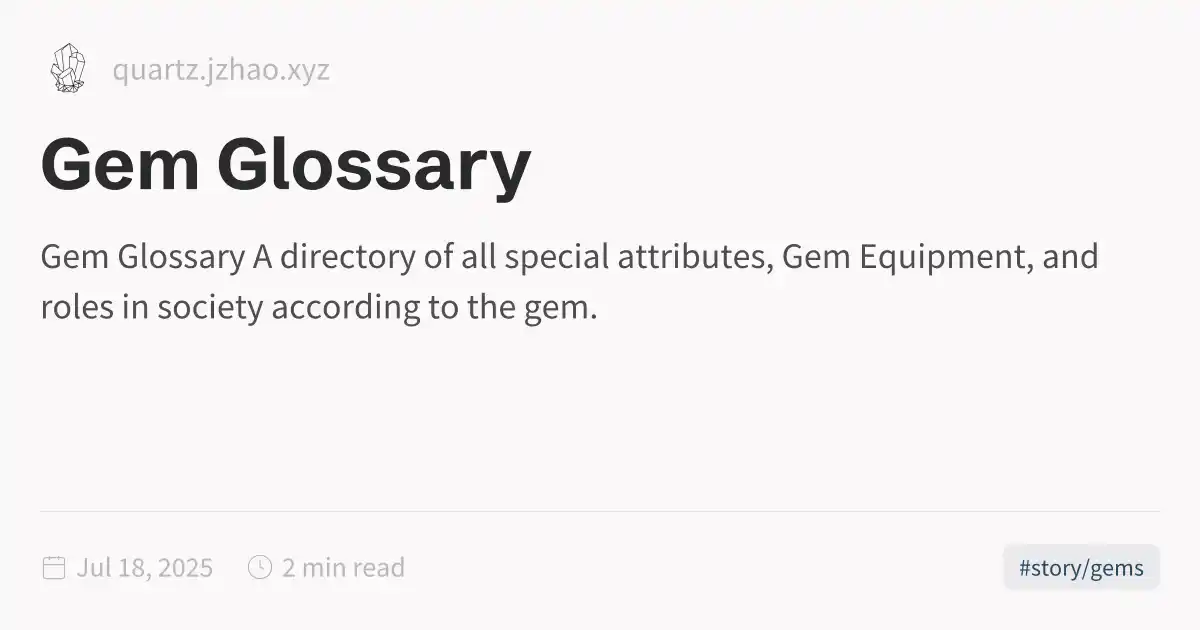 quartz.jzhao.xyz
Gem Glossary
Gem Glossary A directory of all special attributes, Gem Equipment, and
roles in society according to the gem.
Jul 18, 2025
2 min read
#story/gems